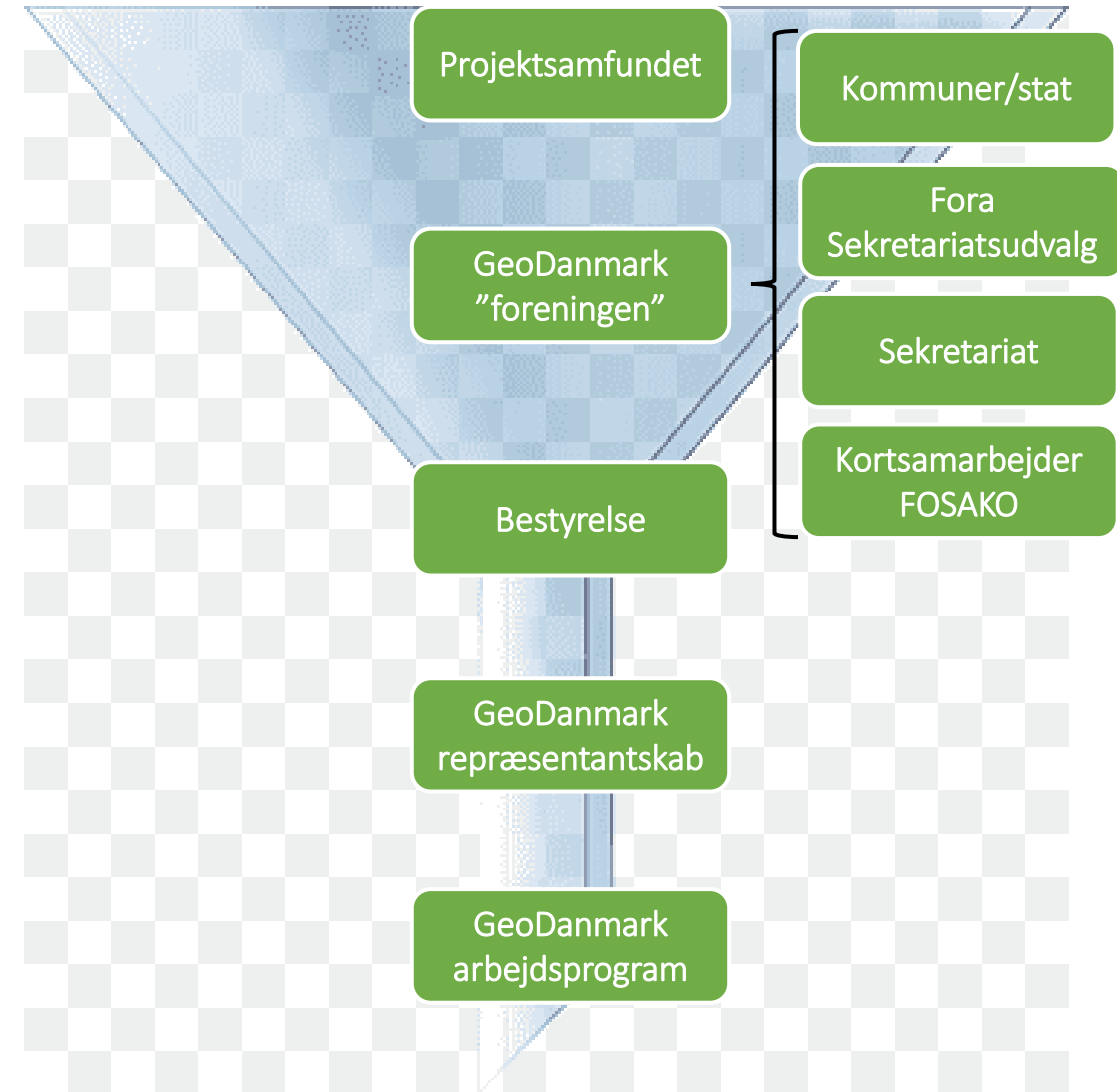 Projektsamfundet
GeoDanmark
”foreningen”
Kommuner/stat
Fora
Sekretariatsudvalg
Sekretariat
Kortsamarbejder
FOSAKO
Bestyrelse
GeoDanmark
repræsentantskab
GeoDanmark
arbejdsprogram